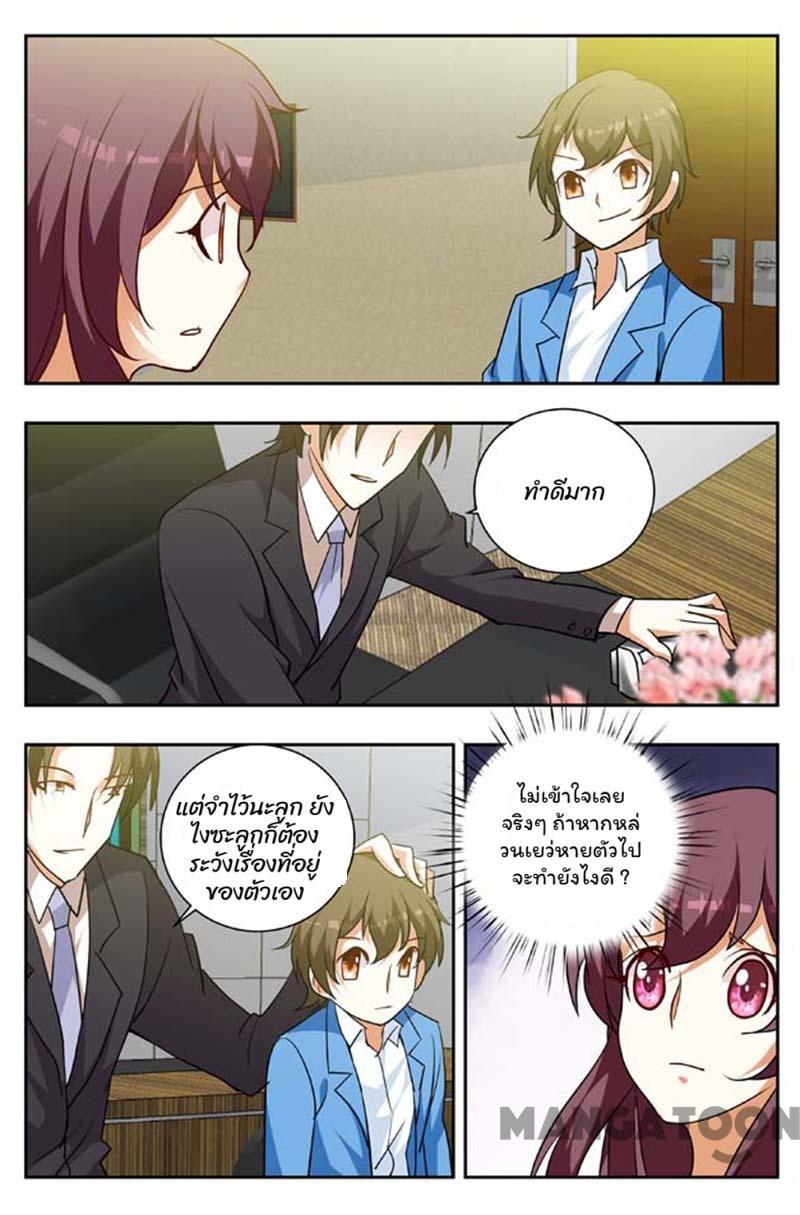 ทำดีมาก
แต่จำไว้นะลูก ยัง
ไงซะลูกก็ต้อง
ระวังเรื่องที่อยู่
ของตัวเอง
ไม่เข้าใจเลย
จริงๆ ถ้าหากหล่
วนเยว่หายตัวไป
จะทำยังไงดี ?
MANGATOON